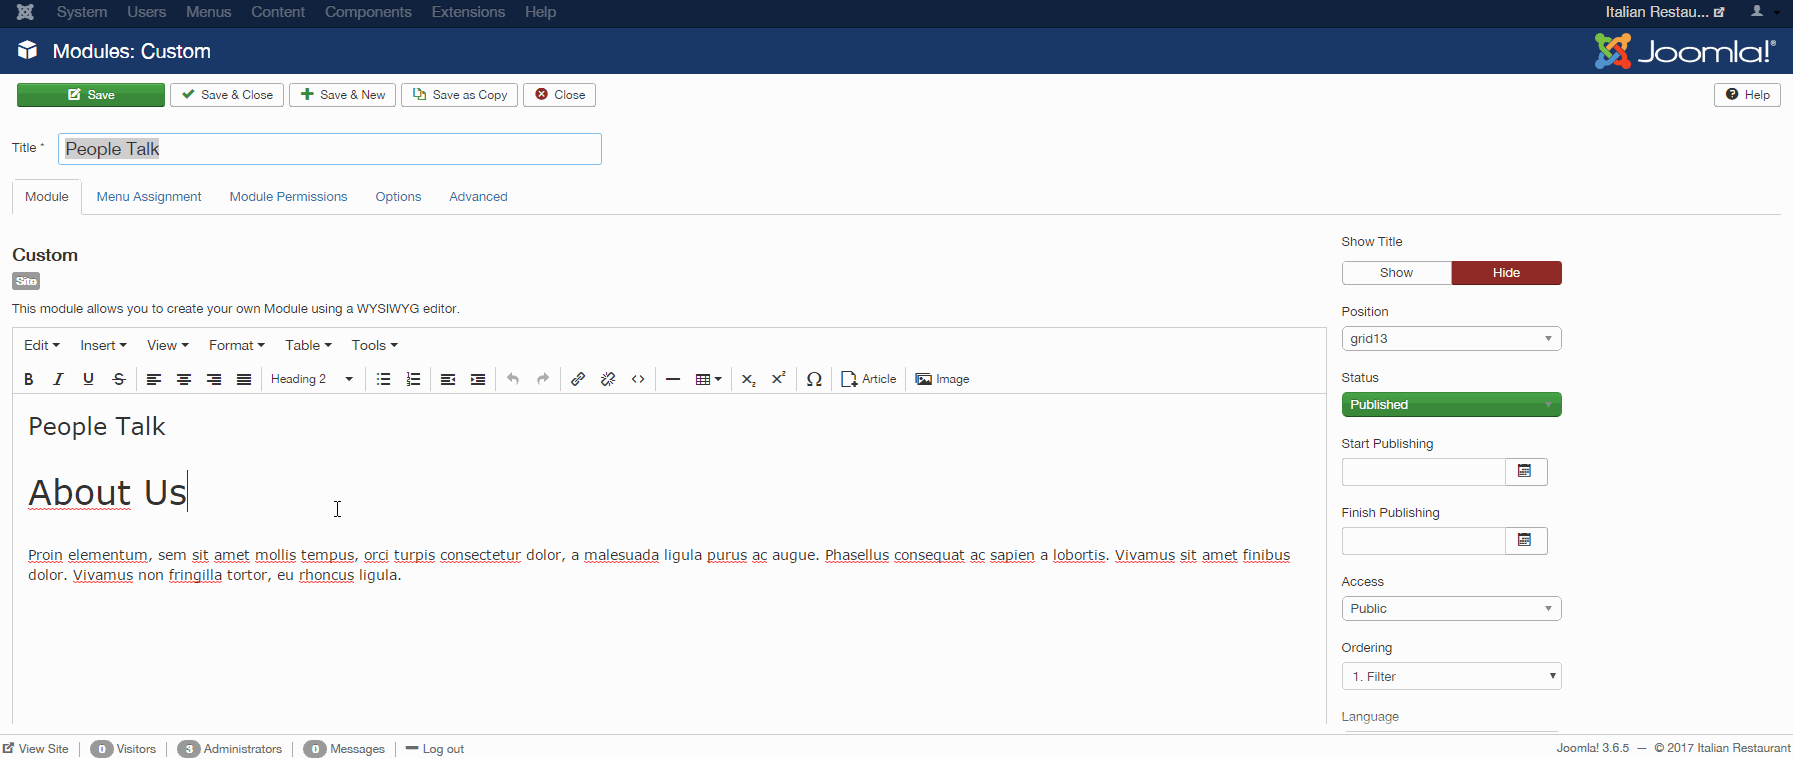 System Users Menus Content Components Extensions Help Italian Restau...
Modules: Custom Joomla!®
Save Save & Close Save & New Save as Copy Close Help
Title * People Talk
Module Menu Assignment Module Permissions Options Advanced
Custom
Site
This module allows you to create your own Module using a WYSIWYG editor.
Edit Insert View Format Table Tools
B I U S Heading 2 Article Image
People Talk
About Us
Proin elementum, sem sit amet mollis tempus, orci turpis consectetur dolor, a malesuada ligula purus ac augue. Phasellus consequat ac sapien a lobortis. Vivamus sit amet finibus
dolor. Vivamus non fringilla tortor, eu rhoncus ligula.
Show Title
Show Hide
Position
grid13
Status
Published
Start Publishing
Finish Publishing
Access
Public
Ordering
1. Filter
Language
View Site 0 Visitors 3 Administrators 0 Messages Log out Joomla! 3.6.5 — © 2017 Italian Restaurant